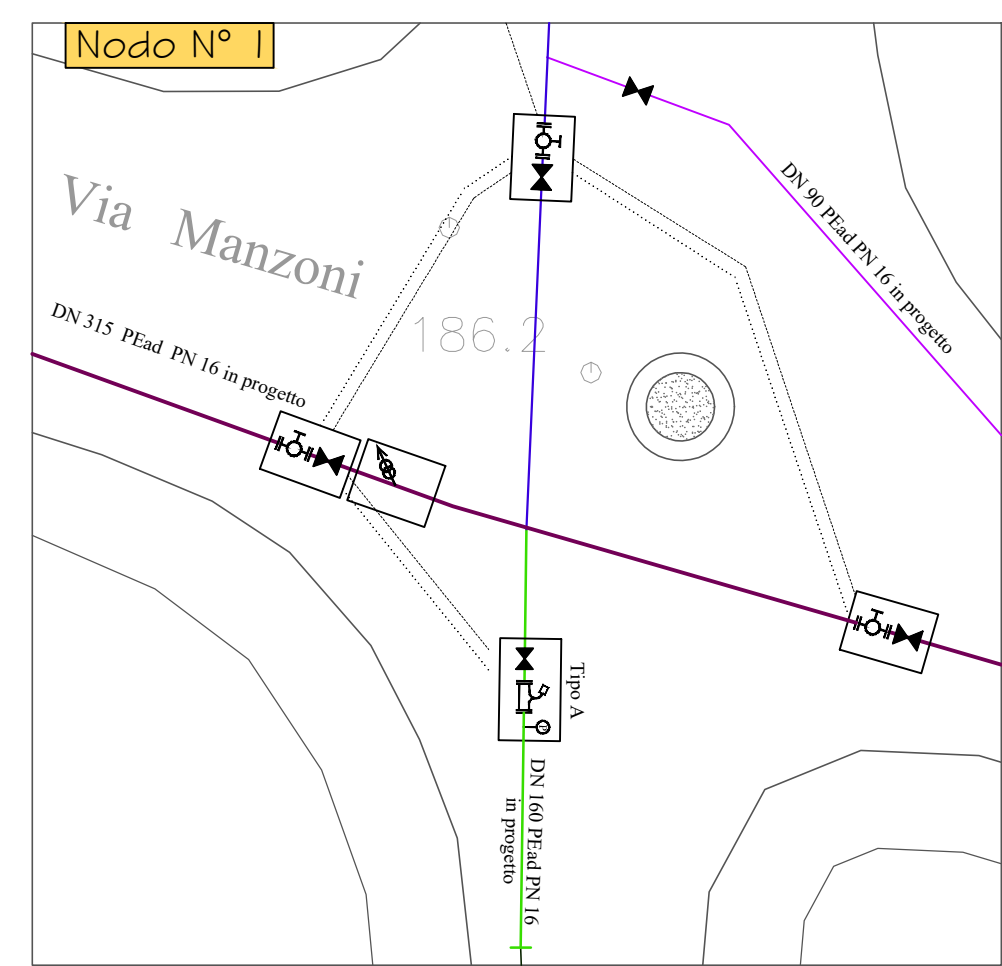 Nodo N° 1
Via Manzoni
DN 90 PEad PN 16 in progetto
DN 315 PEad PN 16 in progetto
186.2
Tipo A
DN 160 PEad PN 16
in progetto